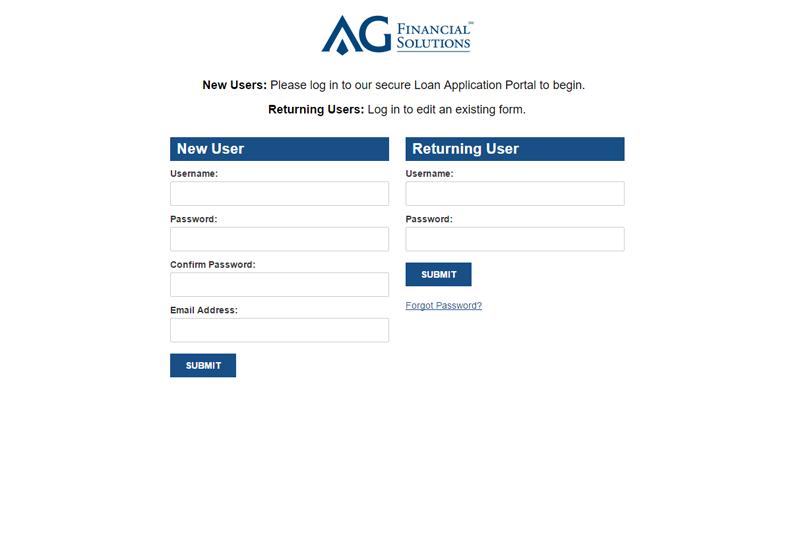 AG FINANCIAL SOLUTIONS
New Users: Please log in to our secure Loan Application Portal to begin.
Returning Users: Log in to edit an existing form.
New User
Username:
Password:
Confirm Password:
Email Address:
SUBMIT
Returning User
Username:
Password:
SUBMIT
Forgot Password?